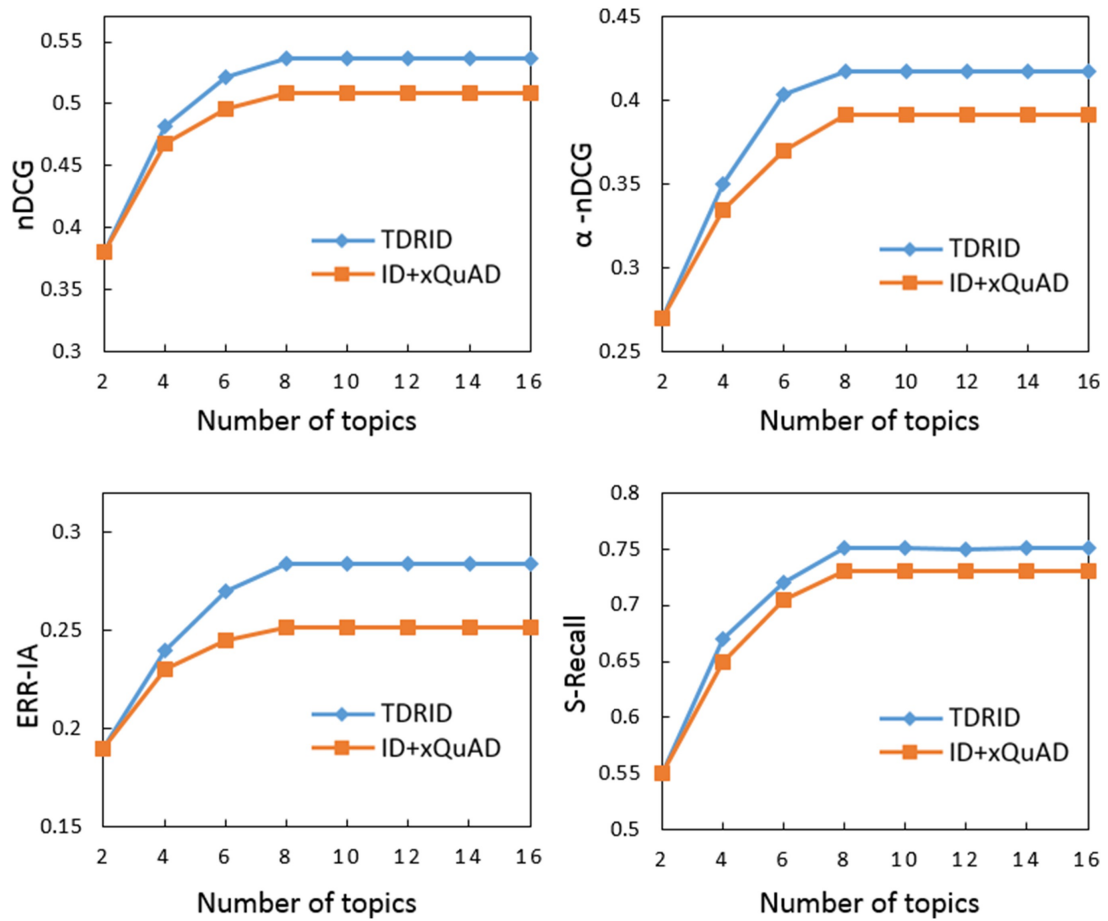 0.55
0.5
0.45
0.4
0.35
0.3
nDCG
TDRID
ID+xQuAD
2 4 6 8 10 12 14 16
Number of topics
0.45
0.4
0.35
0.3
0.25
α -nDCG
TDRID
ID+xQuAD
2 4 6 8 10 12 14 16
Number of topics
0.3
0.25
0.2
0.15
ERR-IA
TDRID
ID+xQuAD
2 4 6 8 10 12 14 16
Number of topics
0.8
0.75
0.7
0.65
0.6
0.55
0.5
S-Recall
TDRID
ID+xQuAD
2 4 6 8 10 12 14 16
Number of topics